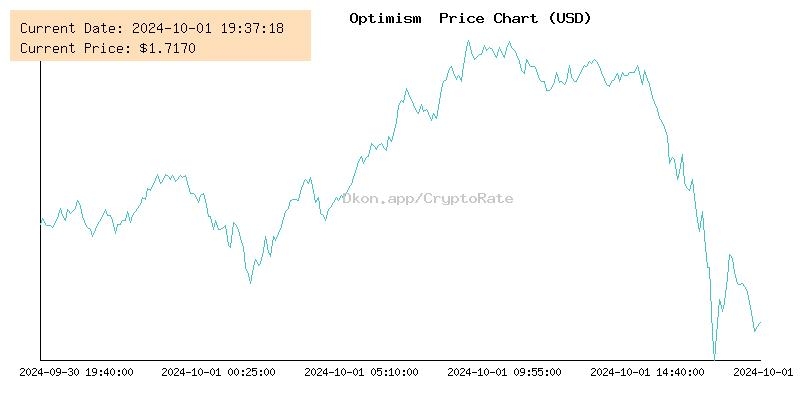 Optimism  Price Chart (USD)
Current Date: 2024-10-01 19:37:18
Current Price: $1.7170
Dkon.app/CryptoRate
2024-09-30 19:40:00 2024-10-01 00:25:00 2024-10-01 05:10:00 2024-10-01 09:55:00 2024-10-01 14:40:00 2024-10-01